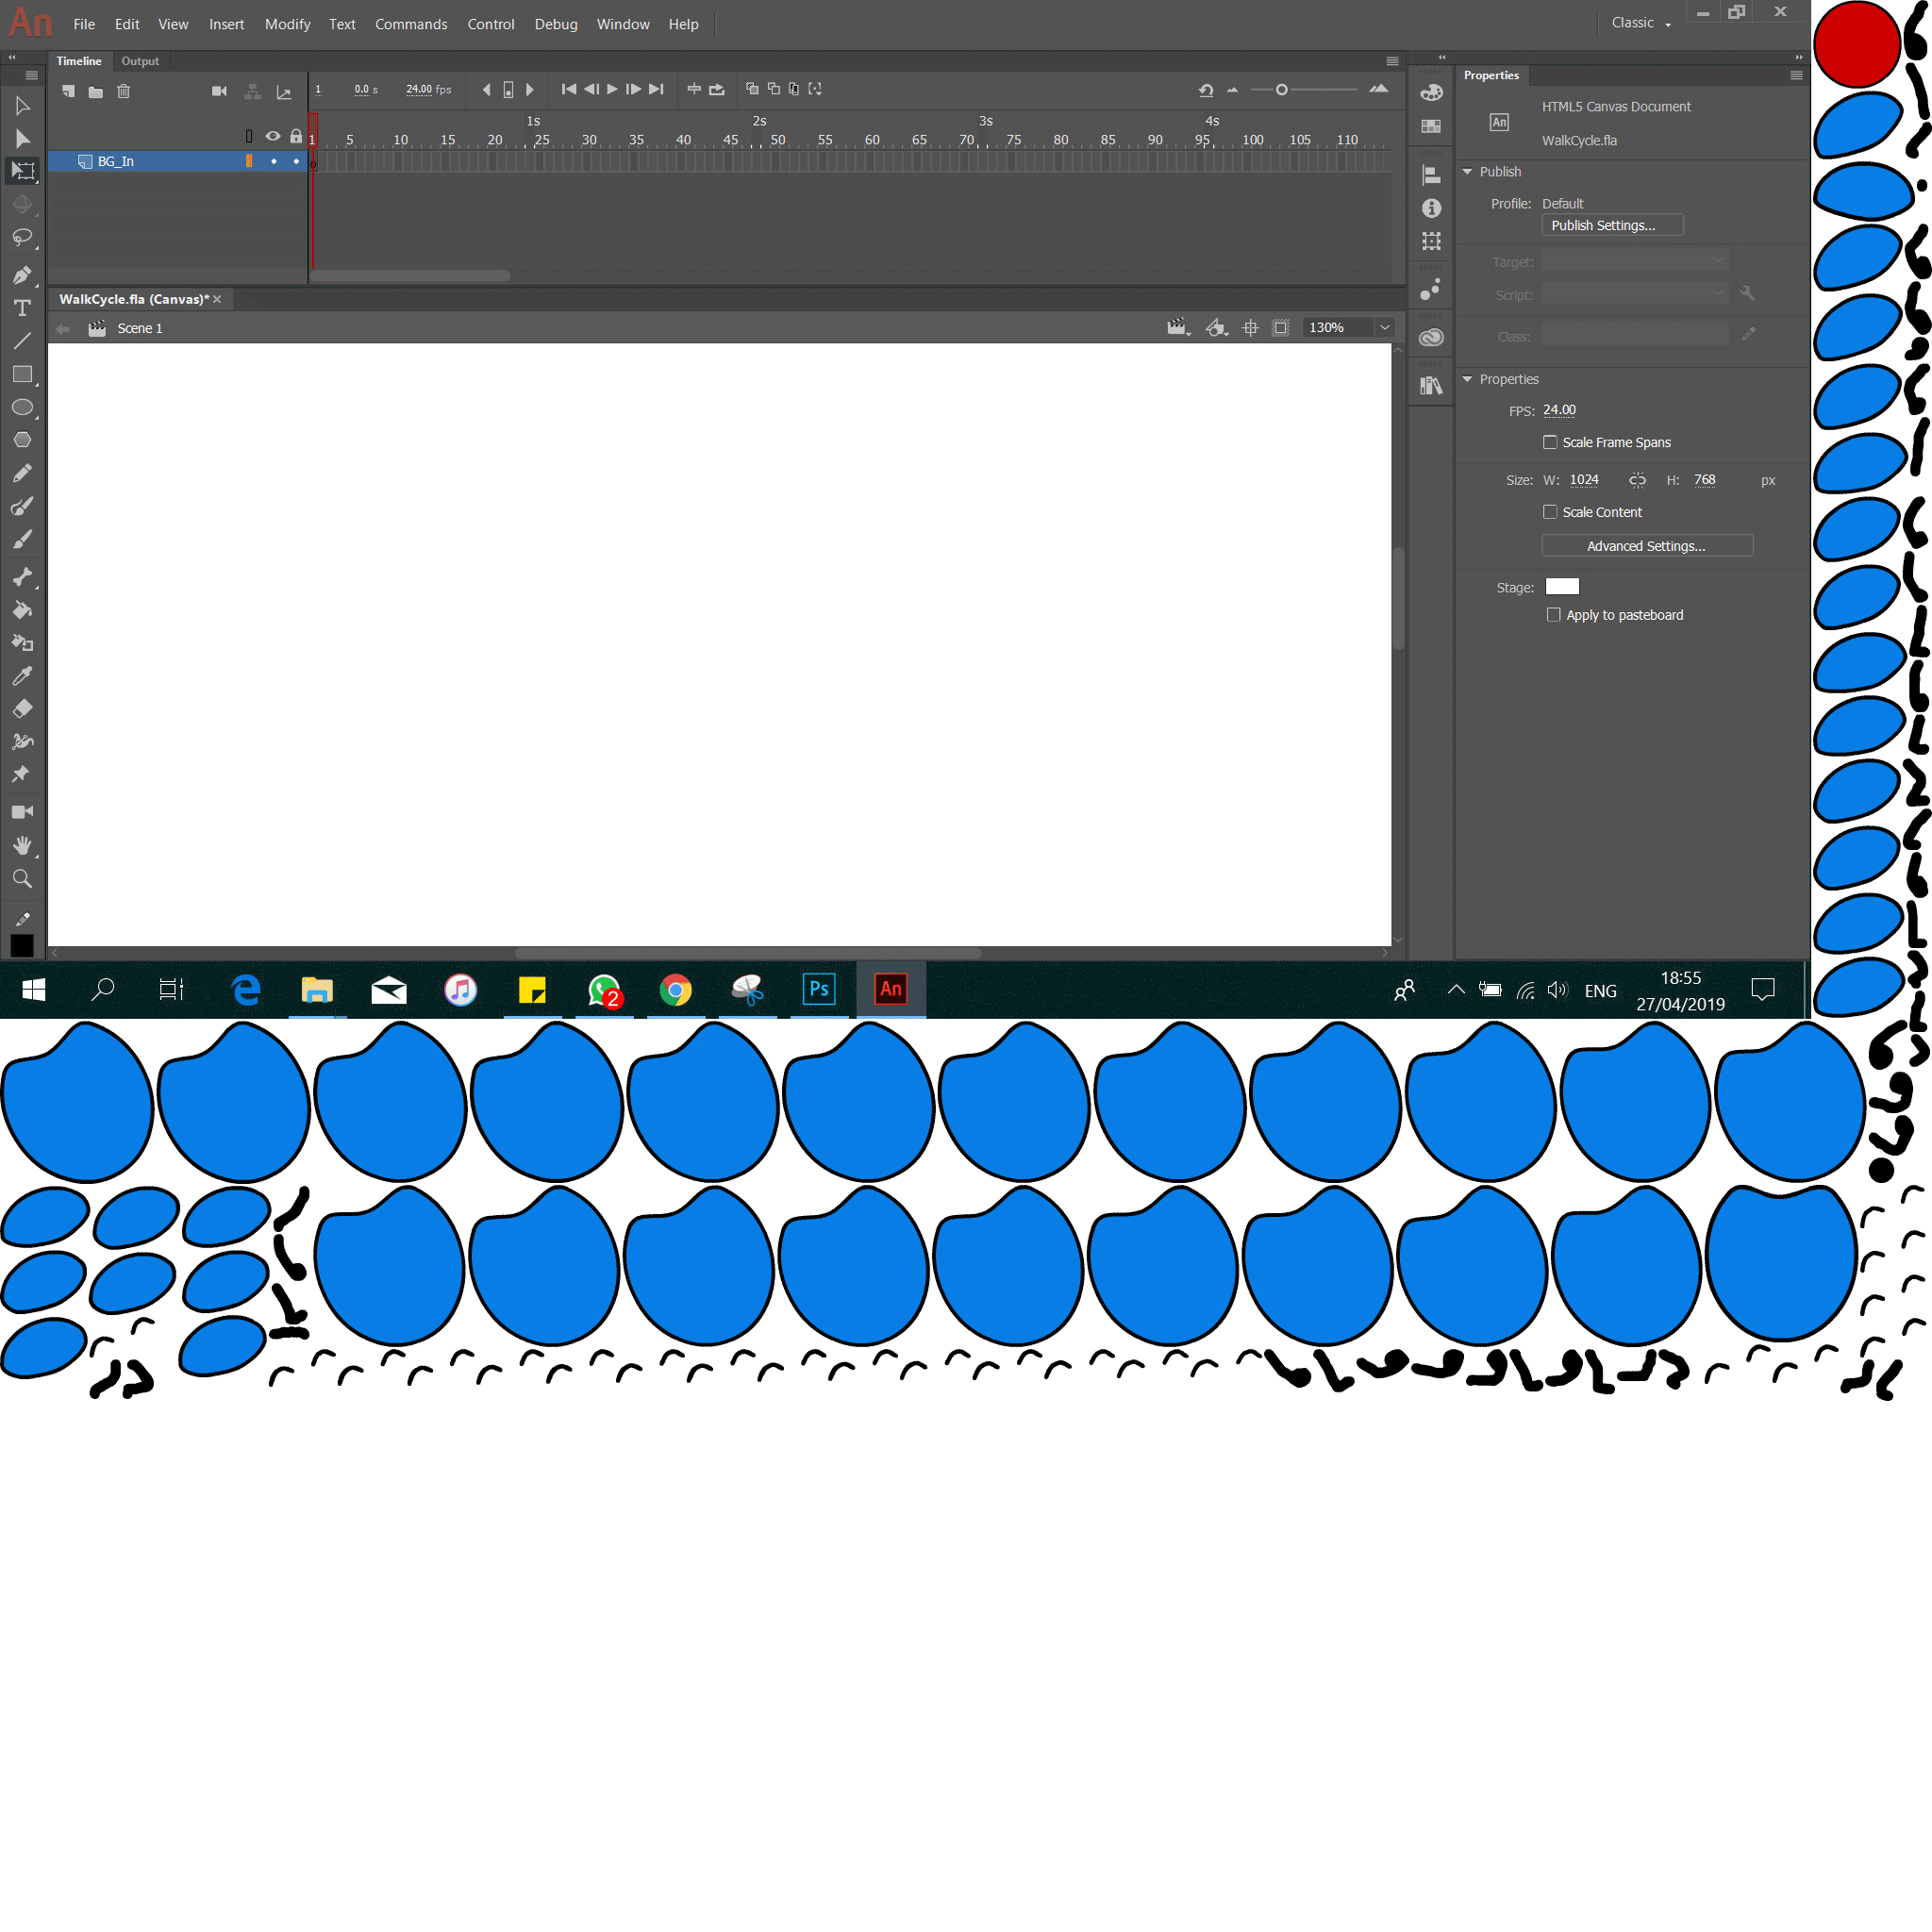 An File Edit View Insert Modify Text Commands Control Debug Window Help Classic
Timeline Output
Properties
1 0.0 s 24.00 fps
HTML5 Canvas Document
An
WalkCycle.fla
1s 2s 3s 4s
1 5 10 15 20 25 30 35 40 45 50 55 60 65 70 75 80 85 90 95 100 105 110
BG_In
Publish
Profile: Default
Publish Settings...
Target:
Script:
Class:
WalkCycle.fla (Canvas)*
Scene 1
130%
Properties
FPS: 24.00
Scale Frame Spans
Size: W: 1024 H: 768 px
Scale Content
Advanced Settings...
Stage:
Apply to pasteboard
2 Ps An ENG 18:55
27/04/2019